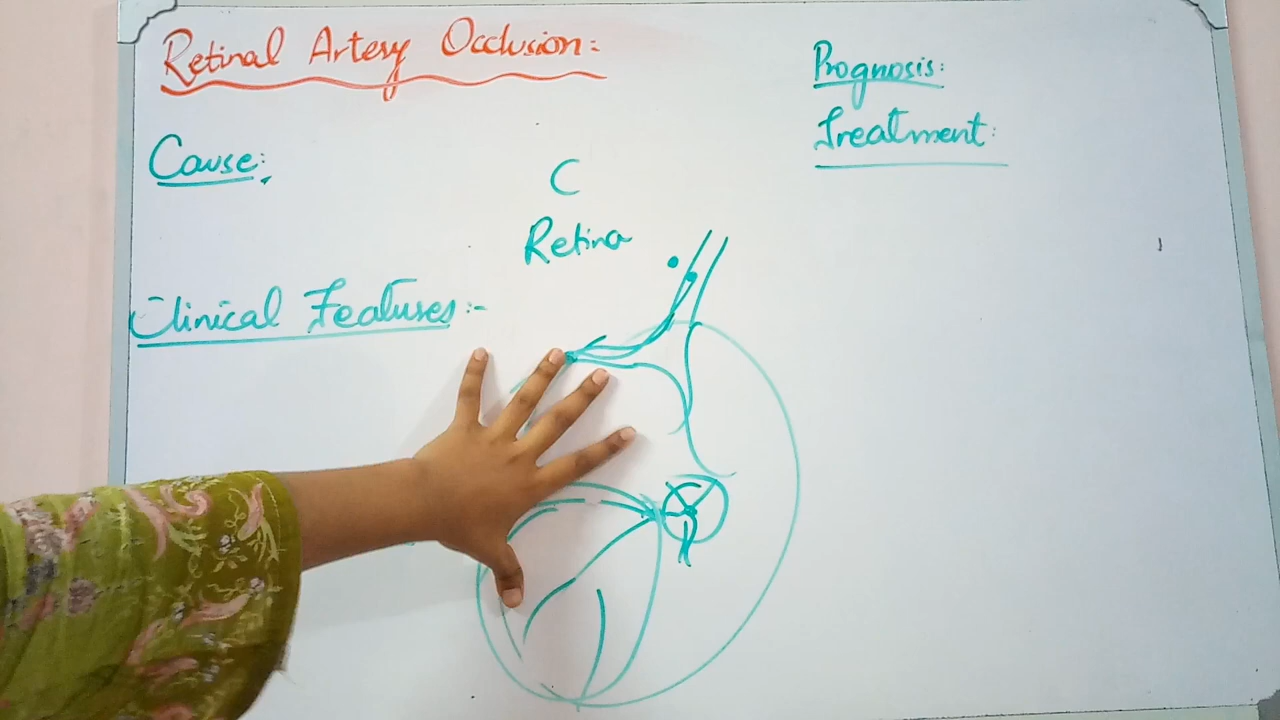 Retinal Artery Occlusion:
Cause:
C
Retina
Clinical Features:-
Prognosis:
Treatment: